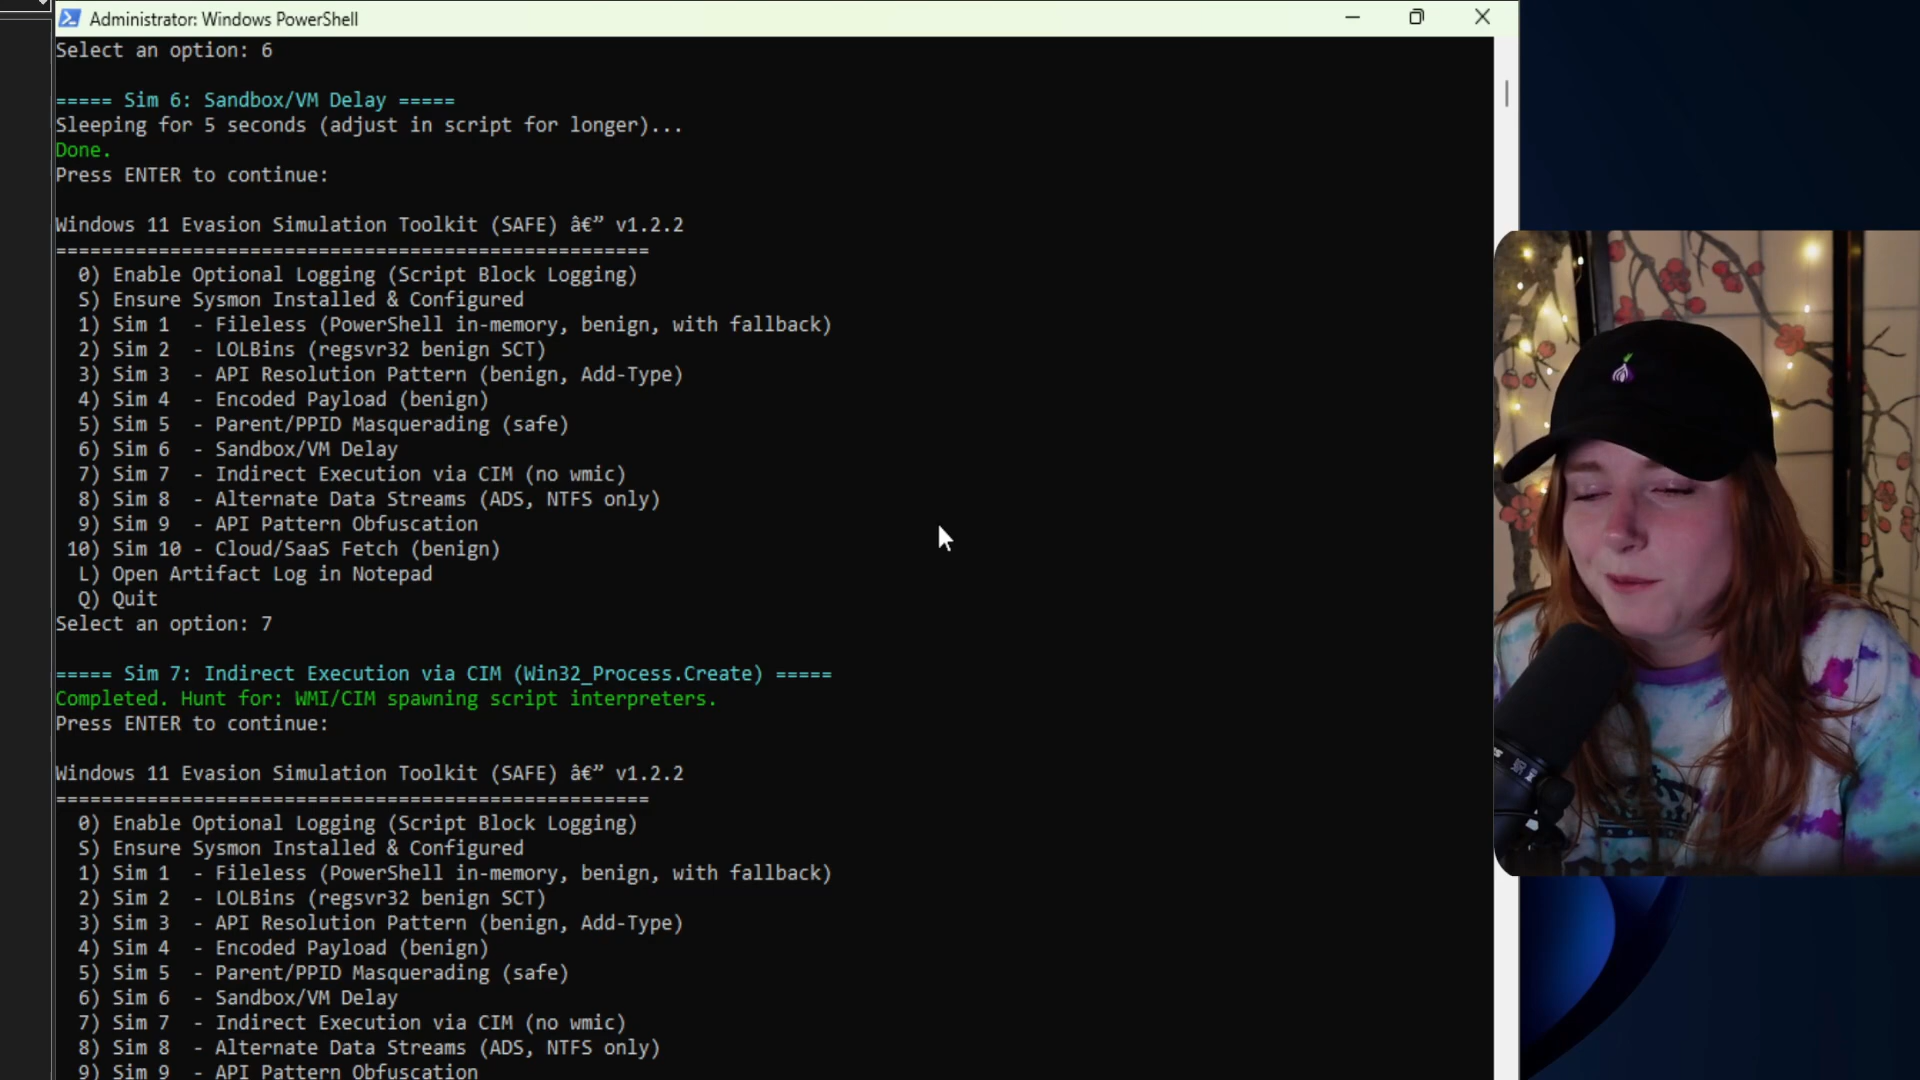 Administrator: Windows PowerShell
Select an option: 6
===== Sim 6: Sandbox/VM Delay =====
Sleeping for 5 seconds (adjust in script for longer)...
Done.
Press ENTER to continue:
Windows 11 Evasion Simulation Toolkit (SAFE) â€” v1.2.2
====================================================
0) Enable Optional Logging (Script Block Logging)
S) Ensure Sysmon Installed & Configured
1) Sim 1  - Fileless (PowerShell in-memory, benign, with fallback)
2) Sim 2  - LOLBins (regsvr32 benign SCT)
3) Sim 3  - API Resolution Pattern (benign, Add-Type)
4) Sim 4  - Encoded Payload (benign)
5) Sim 5  - Parent/PPID Masquerading (safe)
6) Sim 6  - Sandbox/VM Delay
7) Sim 7  - Indirect Execution via CIM (no wmic)
8) Sim 8  - Alternate Data Streams (ADS, NTFS only)
9) Sim 9  - API Pattern Obfuscation
10) Sim 10 - Cloud/SaaS Fetch (benign)
L) Open Artifact Log in Notepad
Q) Quit
Select an option: 7
===== Sim 7: Indirect Execution via CIM (Win32_Process.Create) =====
Completed. Hunt for: WMI/CIM spawning script interpreters.
Press ENTER to continue:
Windows 11 Evasion Simulation Toolkit (SAFE) â€” v1.2.2
====================================================
0) Enable Optional Logging (Script Block Logging)
S) Ensure Sysmon Installed & Configured
1) Sim 1  - Fileless (PowerShell in-memory, benign, with fallback)
2) Sim 2  - LOLBins (regsvr32 benign SCT)
3) Sim 3  - API Resolution Pattern (benign, Add-Type)
4) Sim 4  - Encoded Payload (benign)
5) Sim 5  - Parent/PPID Masquerading (safe)
6) Sim 6  - Sandbox/VM Delay
7) Sim 7  - Indirect Execution via CIM (no wmic)
8) Sim 8  - Alternate Data Streams (ADS, NTFS only)
9) Sim 9  - API Pattern Obfuscation